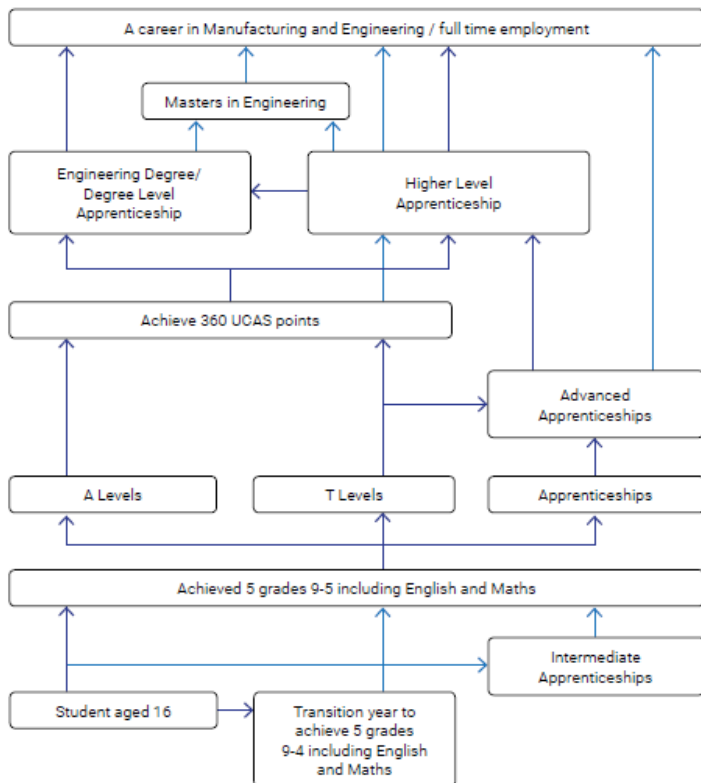 A career in Manufacturing and Engineering / full time employment
Masters in Engineering
Engineering Degree/
Degree Level
Apprenticeship
Higher Level
Apprenticeship
Achieve 360 UCAS points
Advanced
Apprenticeships
A Levels
T Levels
Apprenticeships
Achieved 5 grades 9-5 including English and Maths
Intermediate
Apprenticeships
Student aged 16
Transition year to
achieve 5 grades
9-4 including English
and Maths